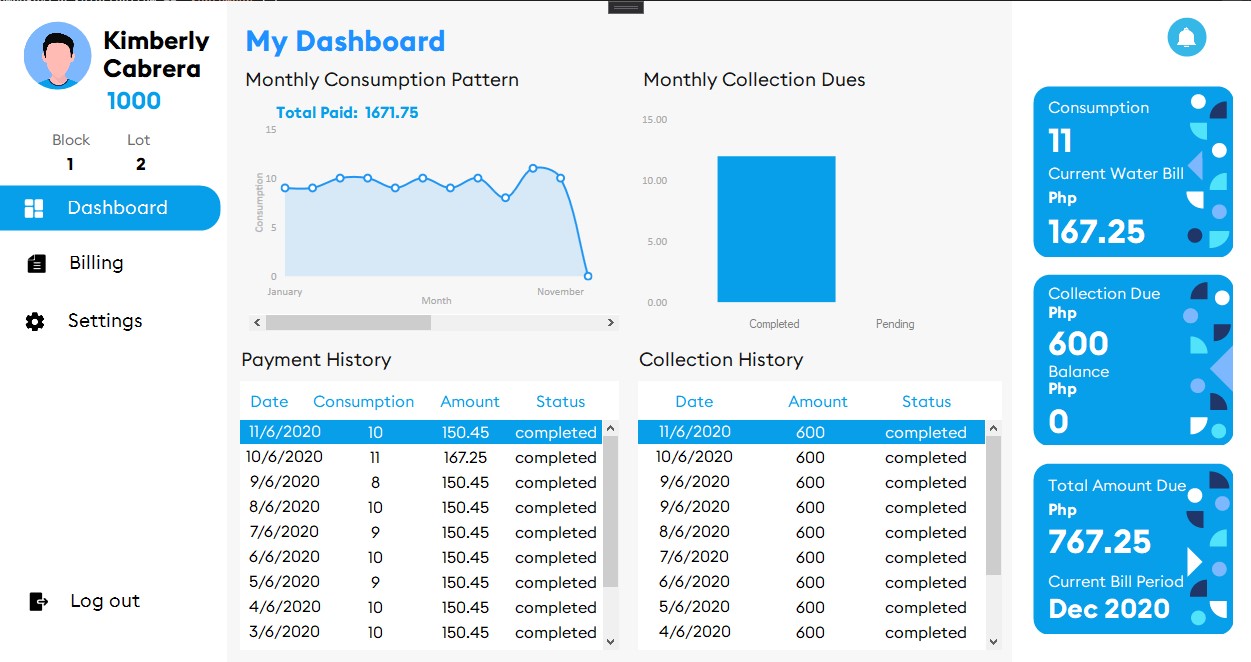 Kimberly
Cabrera
1000
Block Lot
1 2
Dashboard
Billing
Settings
Log out
My Dashboard
Monthly Consumption Pattern
Total Paid: 1671.75
15
10
5
0
Consumption
January November
Month
Monthly Collection Dues
15.00
10.00
5.00
0.00
Completed Pending
Payment History
Date Consumption Amount Status
11/6/2020 10 150.45 completed
10/6/2020 11 167.25 completed
9/6/2020 8 150.45 completed
8/6/2020 10 150.45 completed
7/6/2020 9 150.45 completed
6/6/2020 10 150.45 completed
5/6/2020 9 150.45 completed
4/6/2020 10 150.45 completed
3/6/2020 10 150.45 completed
Collection History
Date Amount Status
11/6/2020 600 completed
10/6/2020 600 completed
9/6/2020 600 completed
9/6/2020 600 completed
8/6/2020 600 completed
7/6/2020 600 completed
6/6/2020 600 completed
5/6/2020 600 completed
4/6/2020 600 completed
Consumption
11
Current Water Bill
Php
167.25
Collection Due
Php
600
Balance
Php
0
Total Amount Due
Php
767.25
Current Bill Period
Dec 2020